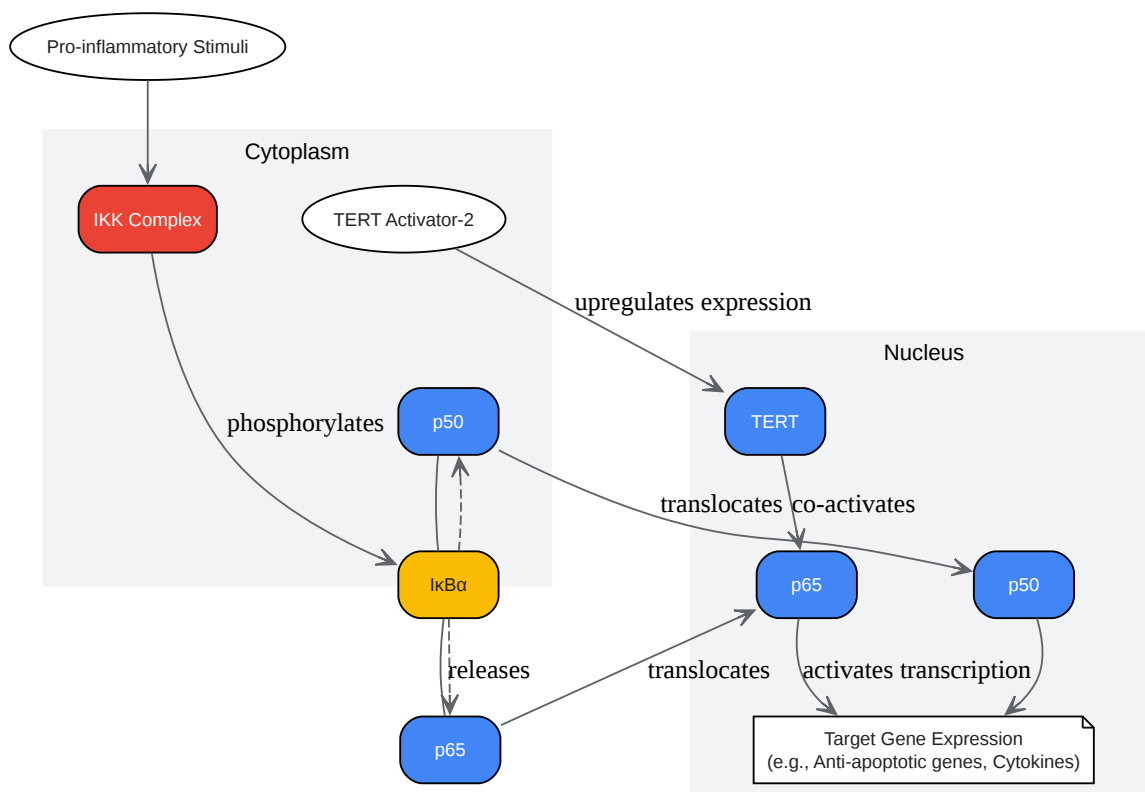 Pro-inflammatory Stimuli
Cytoplasm
IKK Complex
TERT Activator-2
upregulates expression
Nucleus
phosphorylates
p50
TERT
translocates
co-activates
IκBα
p65
p50
releases
translocates
activates transcription
p65
Target Gene Expression
(e.g., Anti-apoptotic genes, Cytokines)